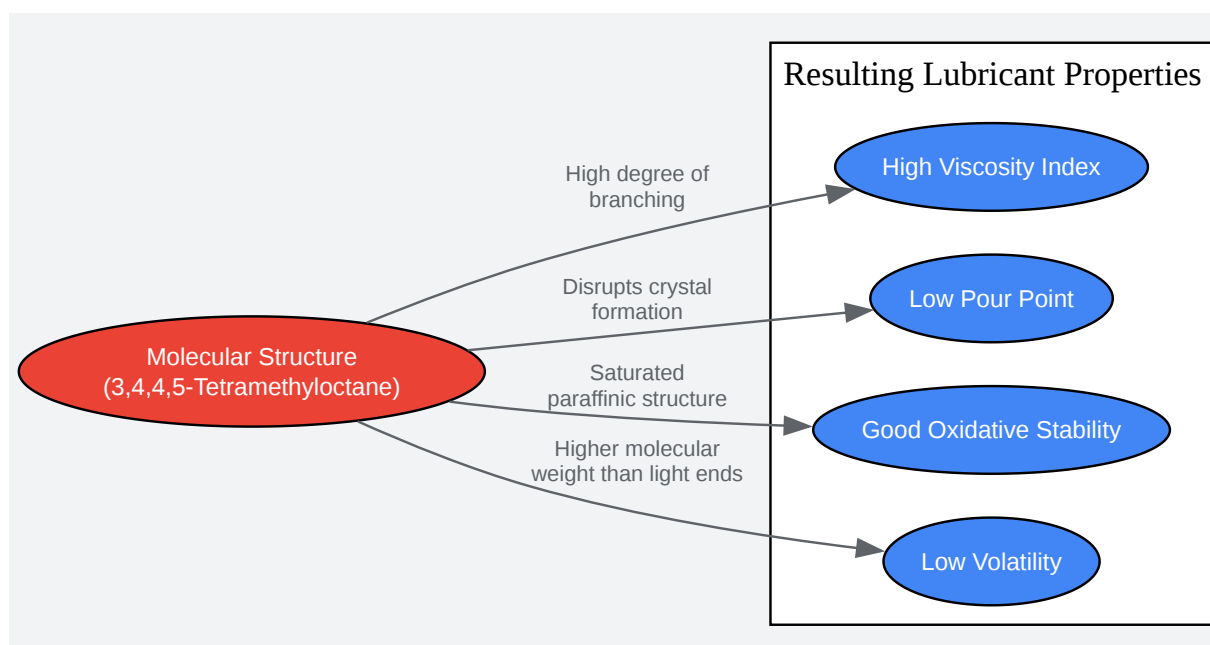 Resulting Lubricant Properties
High degree of
branching
High Viscosity Index
Disrupts crystal
formation
Low Pour Point
Molecular Structure
(3,4,4,5-Tetramethyloctane)
Saturated
paraffinic structure
Good Oxidative Stability
Higher molecular
weight than light ends
Low Volatility